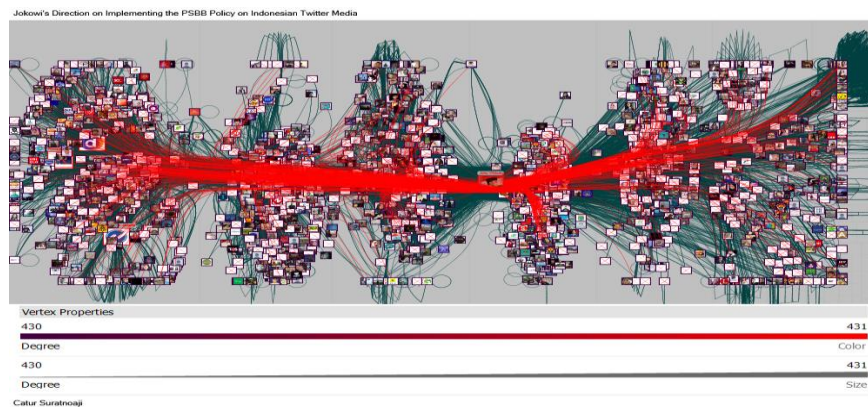 Jokowi's Direction on Implementing the PSBB Policy on Indonesian Twitter Media
Vertex Properties
430 431
Degree Color
430 431
Degree Size
Catur Suratnoaji